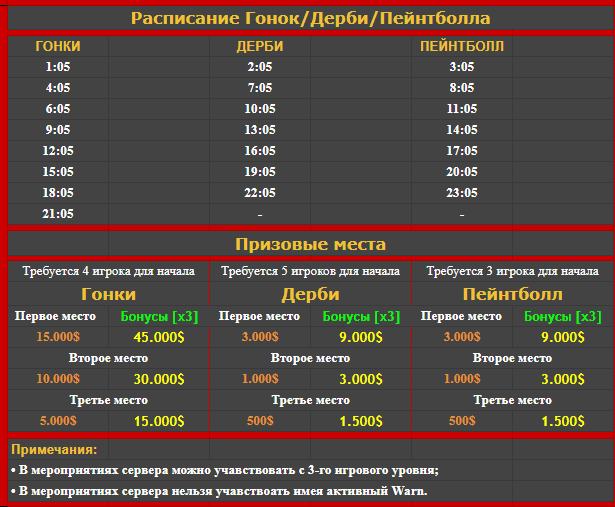 Расписание Гонок/Дерби/Пейнтболла
ГОНКИ ДЕРБИ ПЕЙНТБОЛЛ
1:05 2:05 3:05
4:05 7:05 8:05
6:05 10:05 11:05
9:05 13:05 14:05
12:05 16:05 17:05
15:05 19:05 20:05
18:05 22:05 23:05
21:05 - -
Призовые места
Требуется 4 игрока для начала Требуется 5 игроков для начала Требуется 3 игрока для начала
Гонки Дерби Пейнтболл
Первое место Бонусы [x3] Первое место Бонусы [x3] Первое место Бонусы [x3]
15.000$ 45.000$ 3.000$ 9.000$ 3.000$ 9.000$
Второе место Второе место Второе место
10.000$ 30.000$ 1.000$ 3.000$ 1.000$ 3.000$
Третье место Третье место Третье место
5.000$ 15.000$ 500$ 1.500$ 500$ 1.500$
Примечания:
• В мероприятиях сервера можно учавствовать с 3-го игрового уровня;
• В мероприятиях сервера нельзя учавствоать имея активный Warn.